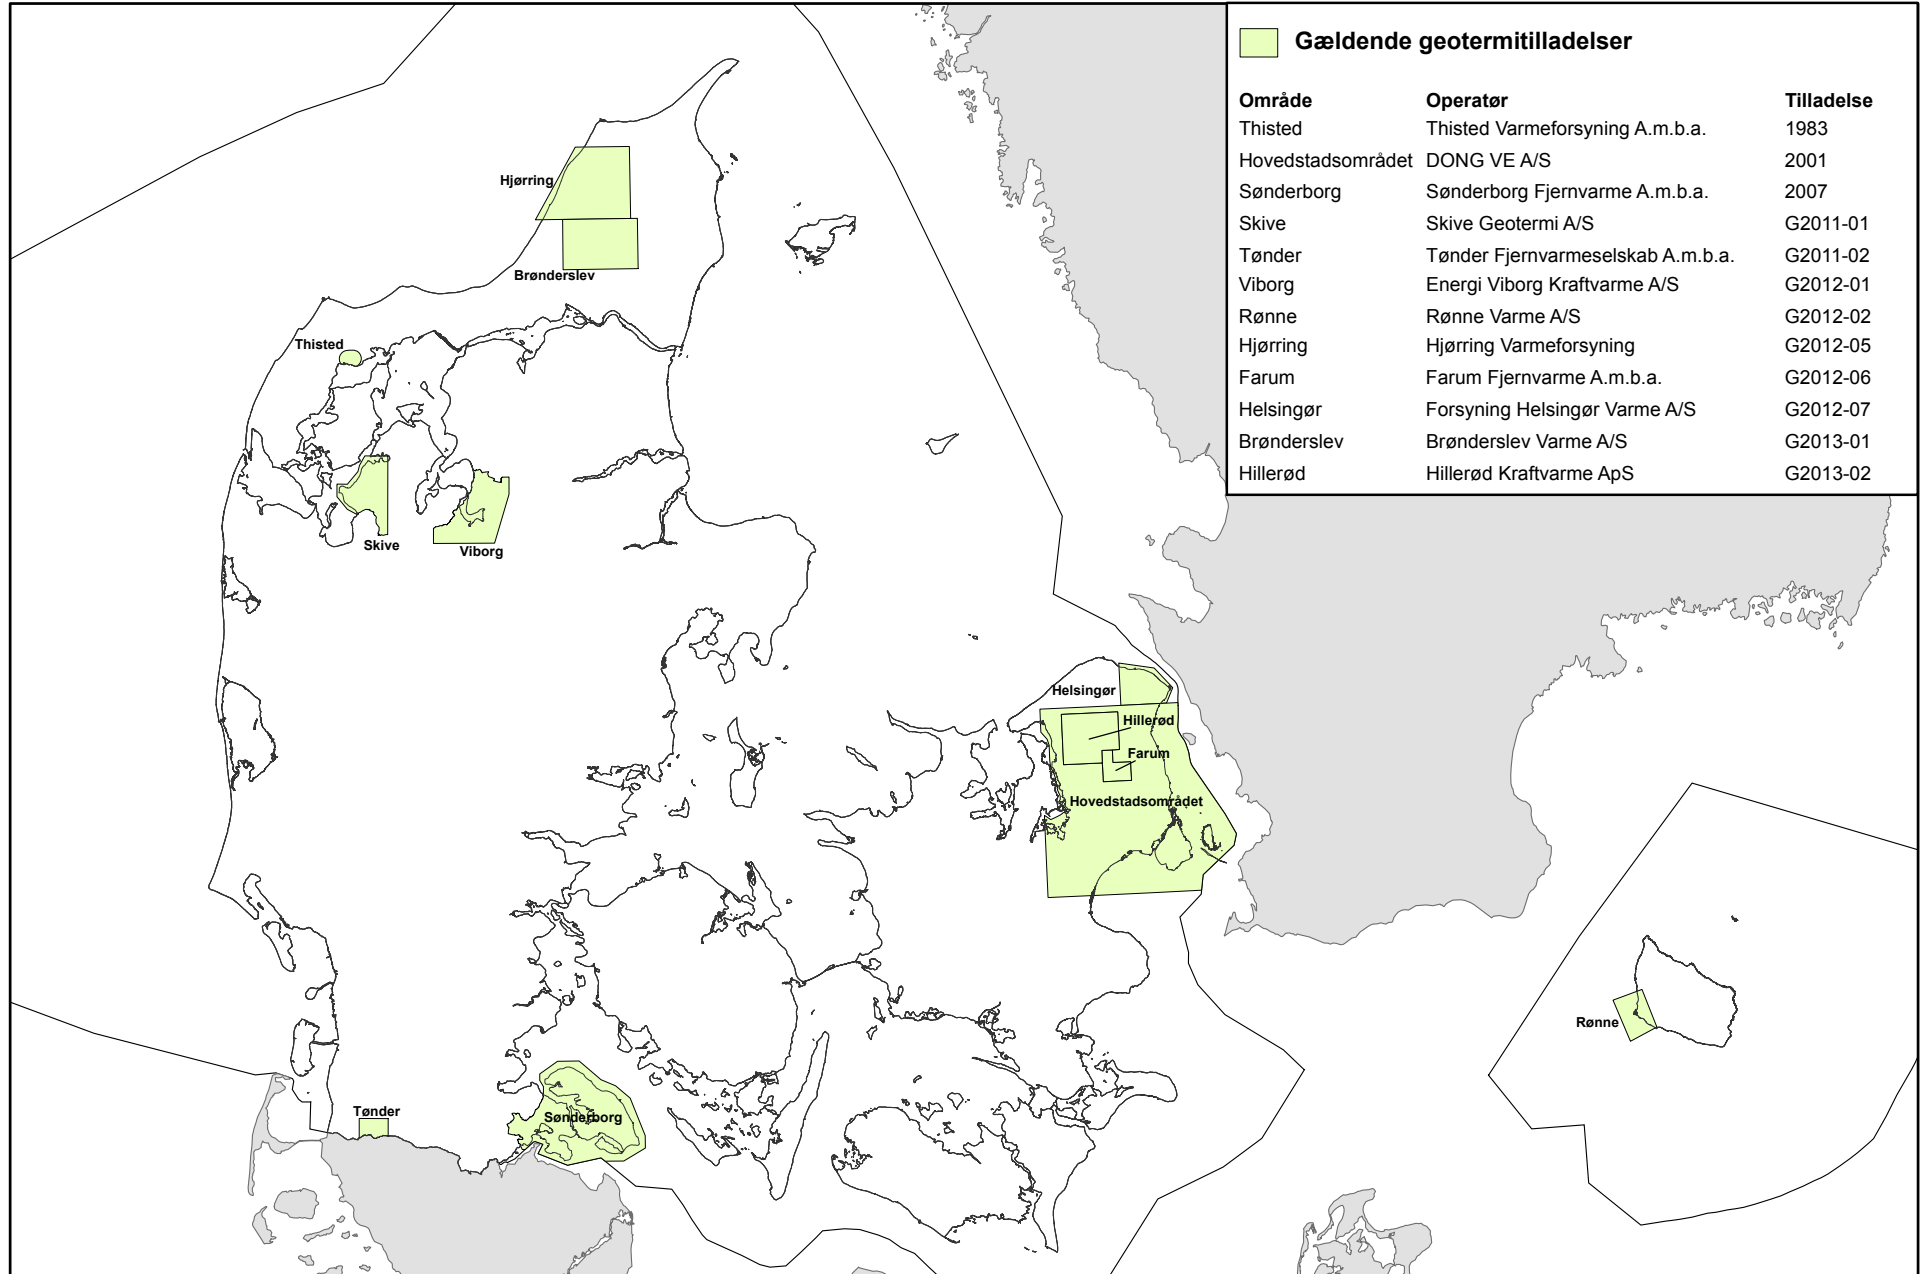 Gældende geotermitilladelser
Område Operatør Tilladelse
Thisted Thisted Varmeforsyning A.m.b.a. 1983
Hovedstadsområdet DONG VE A/S 2001
Sønderborg Sønderborg Fjernvarme A.m.b.a. 2007
Skive Skive Geotermi A/S G2011-01
Tønder Tønder Fjernvarmeselskab A.m.b.a. G2011-02
Viborg Energi Viborg Kraftvarme A/S G2012-01
Rønne Rønne Varme A/S G2012-02
Hjørring Hjørring Varmeforsyning G2012-05
Farum Farum Fjernvarme A.m.b.a. G2012-06
Helsingør Forsyning Helsingør Varme A/S G2012-07
Brønderslev Brønderslev Varme A/S G2013-01
Hillerød Hillerød Kraftvarme ApS G2013-02
Hjørring
Brønderslev
Thisted
Skive
Viborg
Helsingør
Hillerød
Farum
Hovedstadsområdet
Rønne
Tønder
Sønderborg